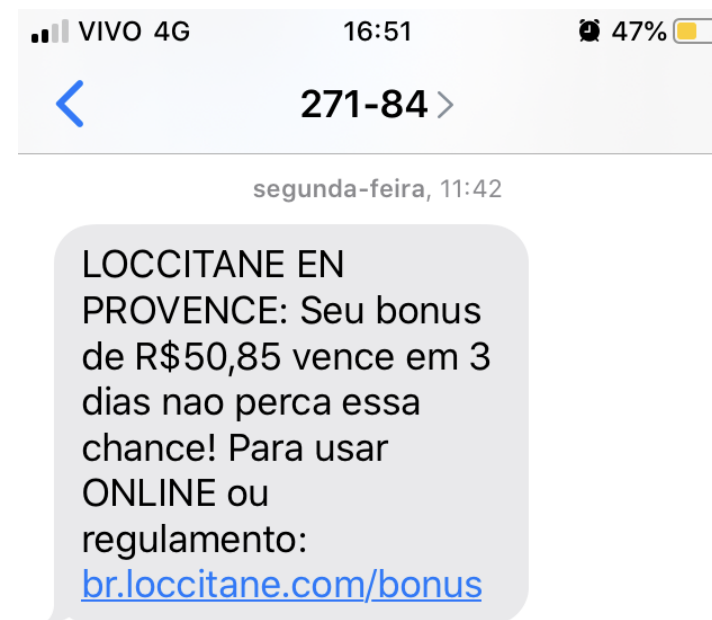 VIVO 4G 16:51 47%
271-84
segunda-feira, 11:42
LOCCITANE EN
PROVENCE: Seu bonus
de R$50,85 vence em 3
dias nao perca essa
chance! Para usar
ONLINE ou
regulamento:
br.loccitane.com/bonus